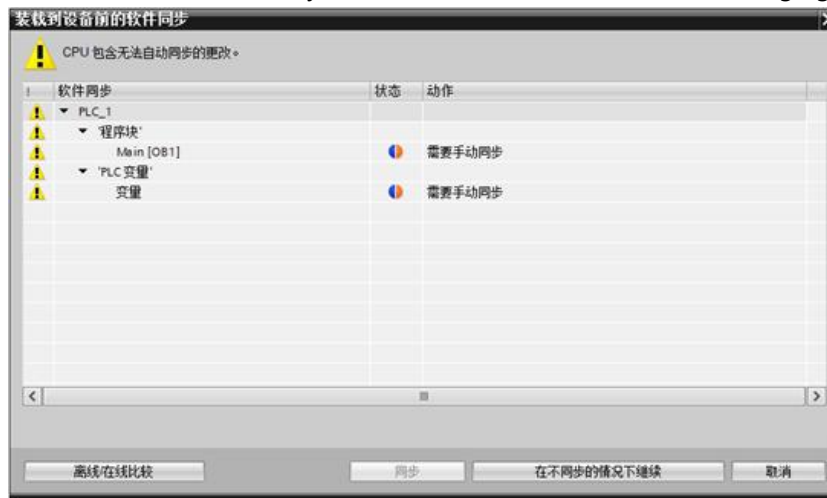 装载到设备前的软件同步
CPU 包含无法自动同步的更改。
! 软件同步 状态 动作
PLC_1
'程序块'
Main [OB1] 需要手动同步
'PLC 变量'
变量 需要手动同步
离线/在线比较 同步 在不同步的情况下继续 取消